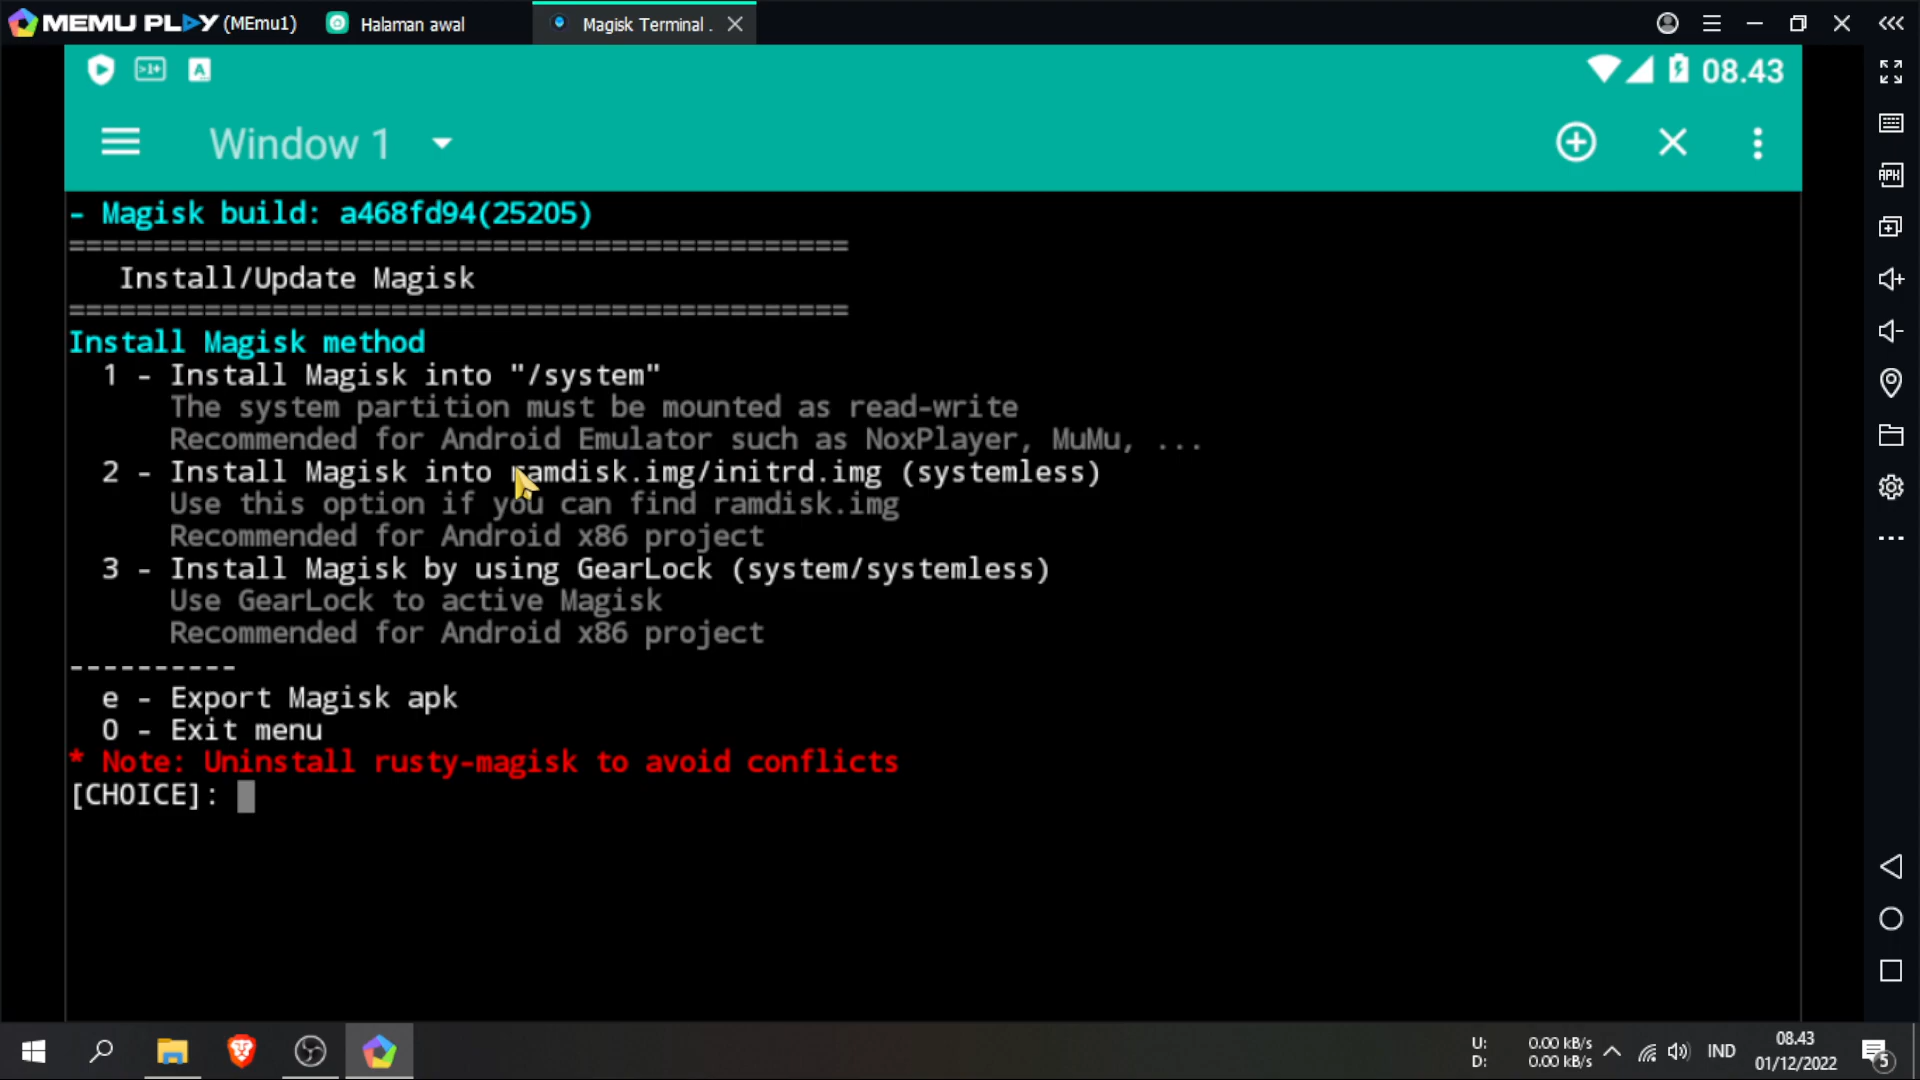 MEMU PLAY (MEmu1) Halaman awal Magisk Terminal .
>1+ A 08.43
Window 1
- Magisk build: a468fd94(25205)
==============================================
Install/Update Magisk
==============================================
Install Magisk method
1 - Install Magisk into "/system"
The system partition must be mounted as read-write
Recommended for Android Emulator such as NoxPlayer, MuMu, ...
2 - Install Magisk into ramdisk.img/initrd.img (systemless)
Use this option if you can find ramdisk.img
Recommended for Android x86 project
3 - Install Magisk by using GearLock (system/systemless)
Use GearLock to active Magisk
Recommended for Android x86 project
----------
e - Export Magisk apk
0 - Exit menu
* Note: Uninstall rusty-magisk to avoid conflicts
[CHOICE]:
APK
U: 0.00 kB/s
D: 0.00 kB/s
IND
08.43
01/12/2022
5